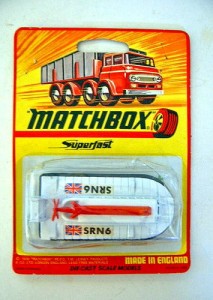 MATCHBOX
Superfast
SRN6
SRN6
MADE IN ENGLAND
DIE CAST SCALE MODELS